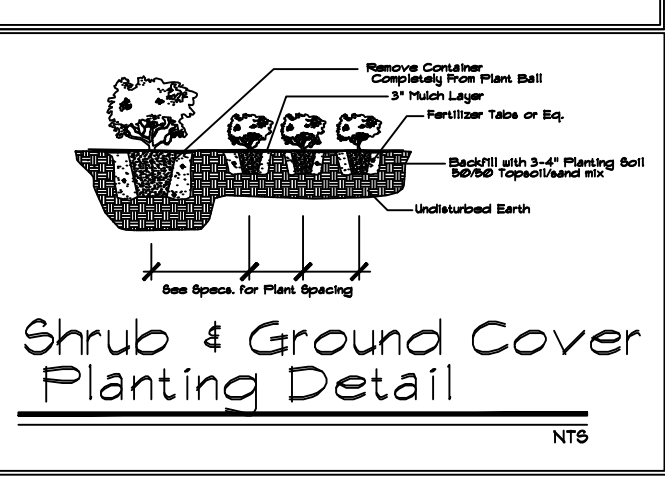 Remove Container
Completely From Plant Ball
3" Mulch Layer
Fertilizer Tabs or Eq.
Backfill with 3-4" Planting Soil
50/50 Topsoil/sand mix
Undisturbed Earth
See Specs. for Plant Spacing
Shrub & Ground Cover
Planting Detail
NTS